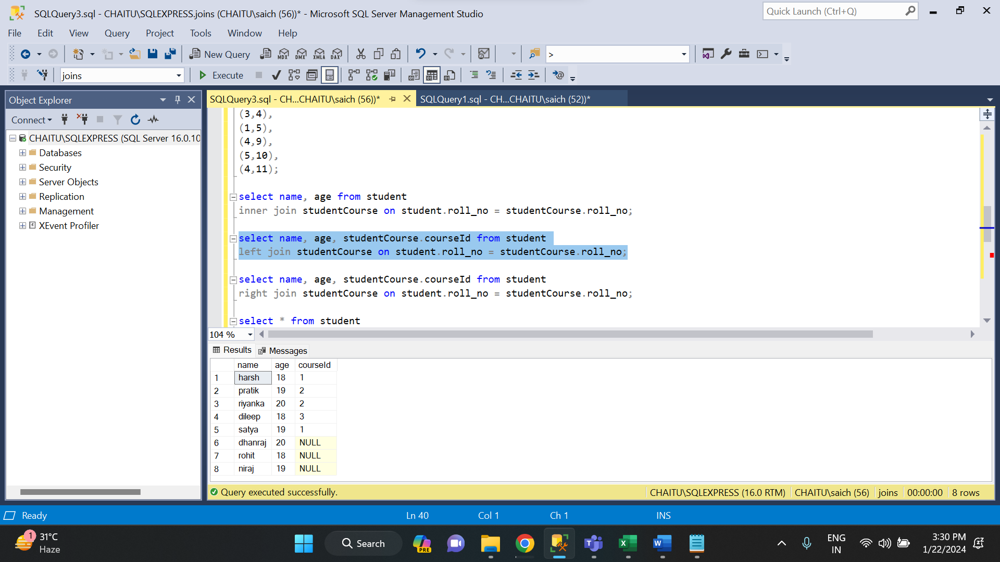 SQLQuery3.sql - CHAITU\SQLEXPRESS.joins (CHAITU\saich (56))* - Microsoft SQL Server Management Studio
Quick Launch (Ctrl+Q)
File Edit View Query Project Tools Window Help
New Query MDX DMX XMLA DAX >
joins Execute
Object Explorer
SQLQuery3.sql - CH...CHAITU\saich (56))* SQLQuery1.sql - CH...CHAITU\saich (52))*
Connect
CHAITU\SQLEXPRESS (SQL Server 16.0.10
Databases
Security
Server Objects
Replication
Management
XEvent Profiler
(3,4),
(1,5),
(4,9),
(5,10),
(4,11);
select name, age from student
inner join studentCourse on student.roll_no = studentCourse.roll_no;
select name, age, studentCourse.courseId from student
left join studentCourse on student.roll_no = studentCourse.roll_no;
select name, age, studentCourse.courseId from student
right join studentCourse on student.roll_no = studentCourse.roll_no;
select * from student
104 %
Results Messages
name age courseId
1 harsh 18 1
2 pratik 19 2
3 riyanka 20 2
4 dileep 18 3
5 satya 19 1
6 dhanraj 20 NULL
7 rohit 18 NULL
8 niraj 19 NULL
Query executed successfully. CHAITU\SQLEXPRESS (16.0 RTM) CHAITU\saich (56) joins 00:00:00 8 rows
Ready Ln 40 Col 1 Ch 1 INS
1 31°C
Haze
Search
PRE
ENG
IN
3:30 PM
1/22/2024